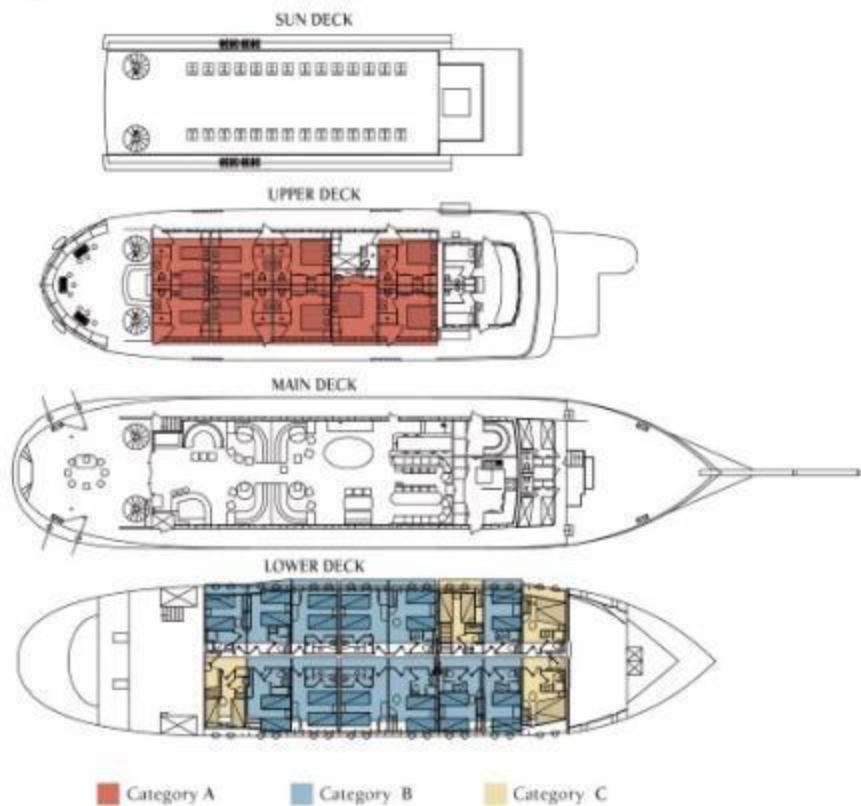 SUN DECK
UPPER DECK
MAIN DECK
LOWER DECK
Category A
Category B
Category C